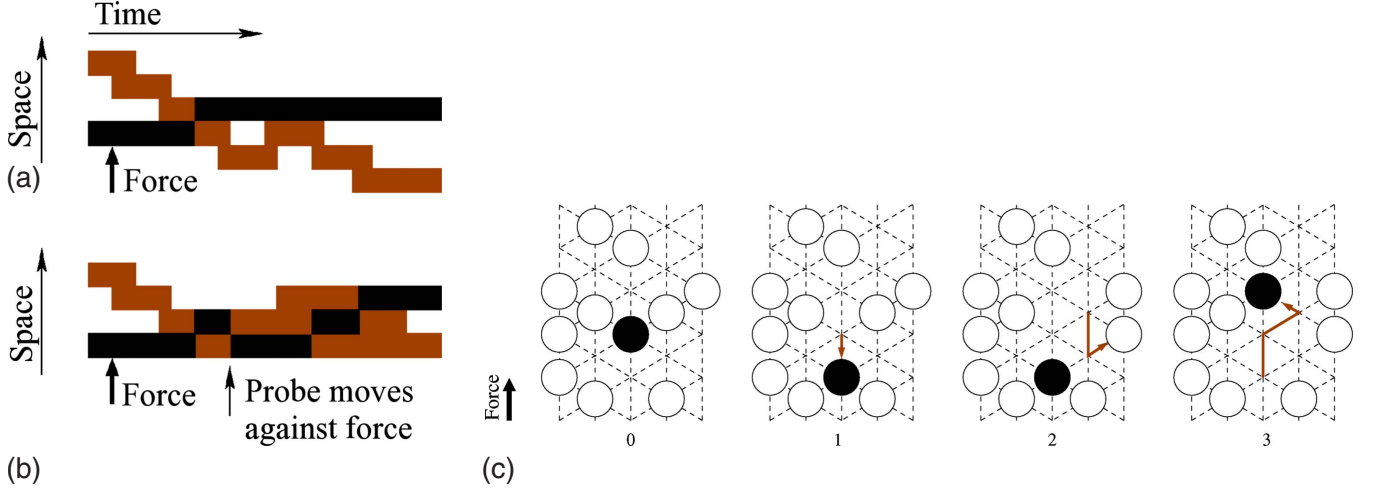 Time
Space
(a)
Force
Space
Force
Probe moves
against force
(b)
Force
0
1
2
3
(c)